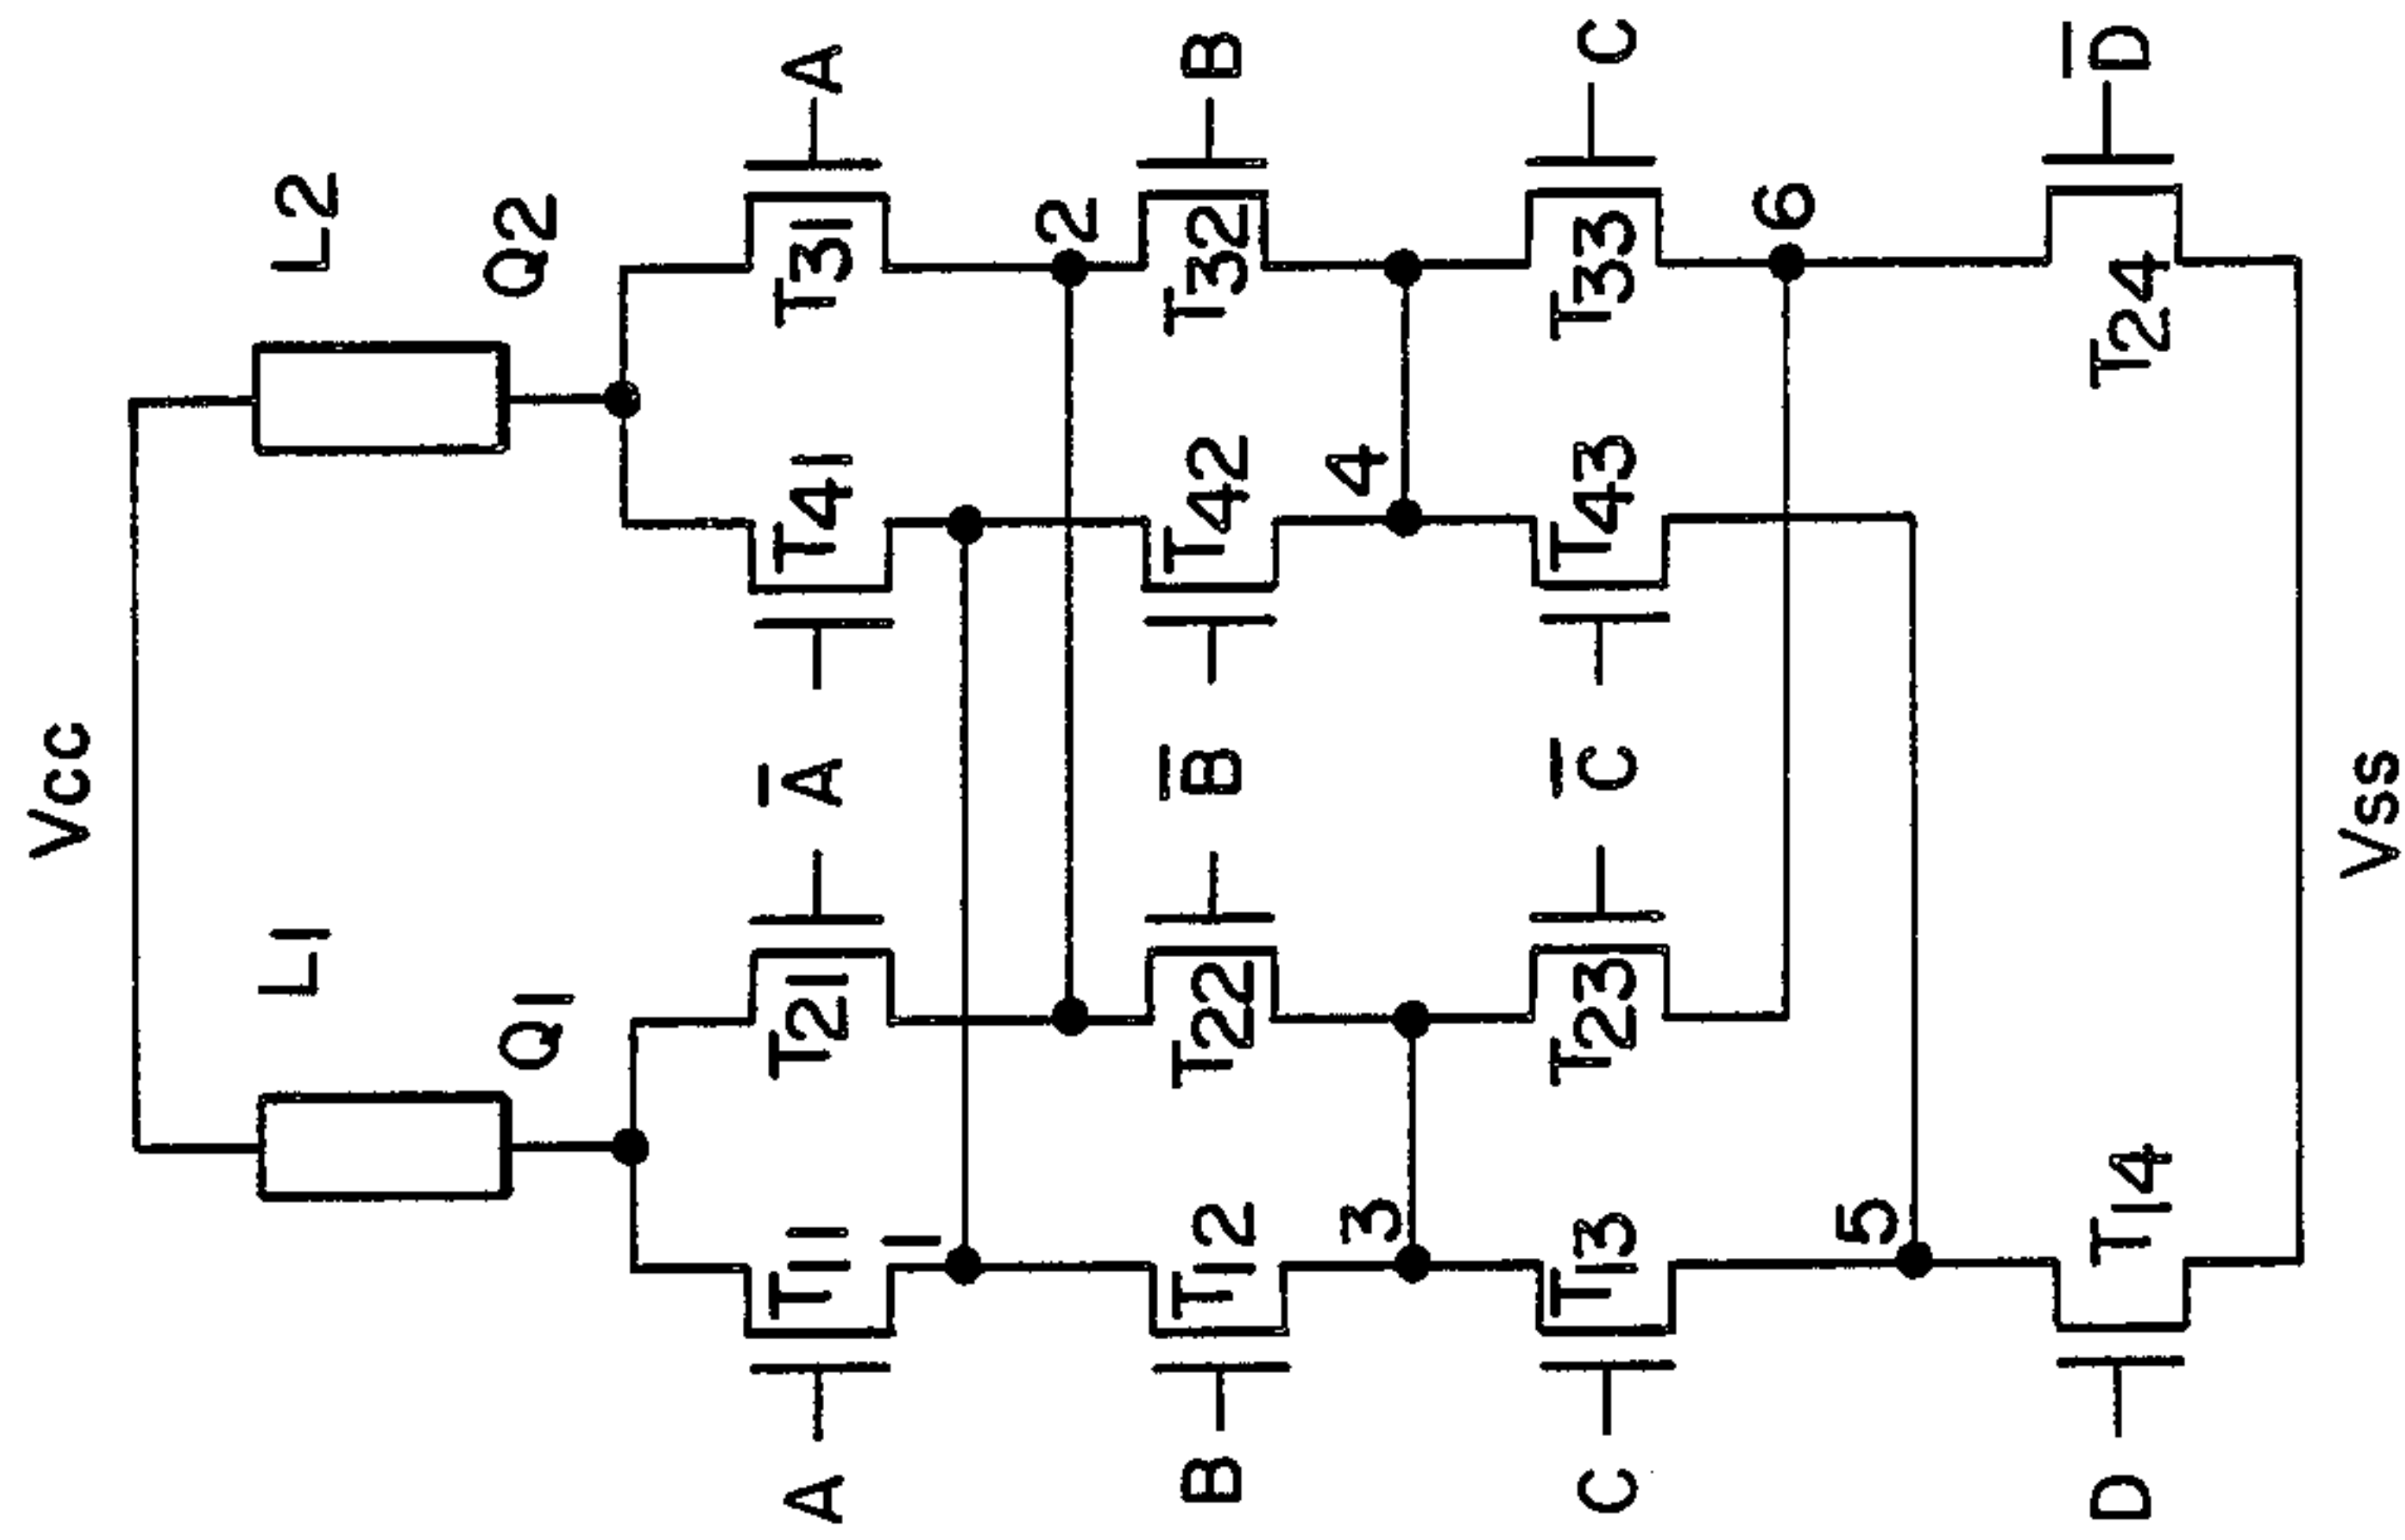 Vcc
L1
L2
Q1
Q2
A
T11
T21
A̅
T41
T31
A
1
2
B
T12
T22
B̅
T42
T32
B
3
4
C
T13
T23
C̅
T43
T33
C
5
6
D
T14
T24
D̅
Vss